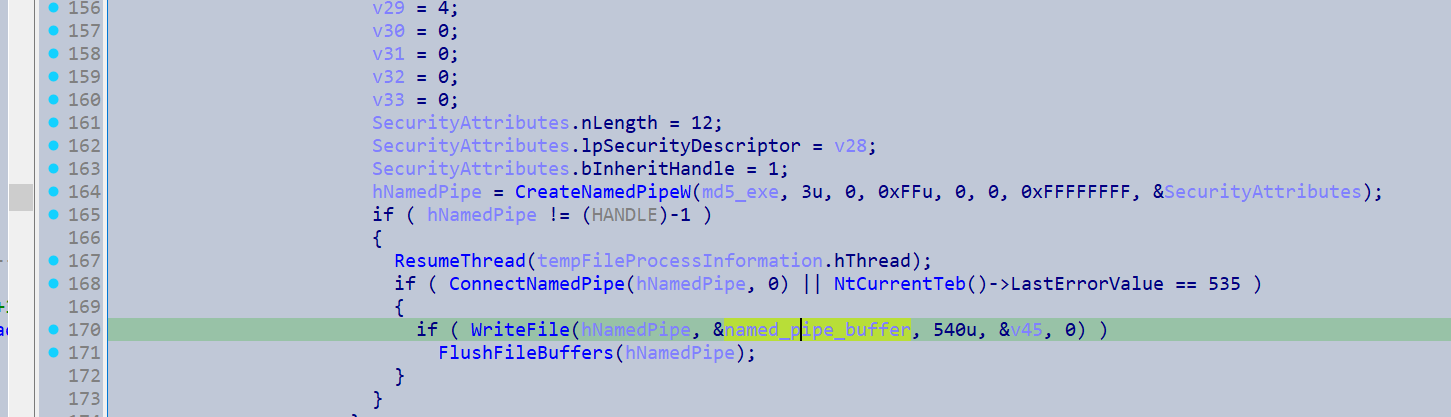 156 v29 = 4;
157 v30 = 0;
158 v31 = 0;
159 v32 = 0;
160 v33 = 0;
161 SecurityAttributes.nLength = 12;
162 SecurityAttributes.lpSecurityDescriptor = v28;
163 SecurityAttributes.bInheritHandle = 1;
164 hNamedPipe = CreateNamedPipeW(md5_exe, 3u, 0, 0xFFu, 0, 0, 0xFFFFFFFF, &SecurityAttributes);
165 if ( hNamedPipe != (HANDLE)-1 )
166 {
167 ResumeThread(tempFileProcessInformation.hThread);
168 if ( ConnectNamedPipe(hNamedPipe, 0) || NtCurrentTeb()->LastErrorValue == 535 )
169 {
170 if ( WriteFile(hNamedPipe, &named_pipe_buffer, 540u, &v45, 0) )
171 FlushFileBuffers(hNamedPipe);
172 }
173 }